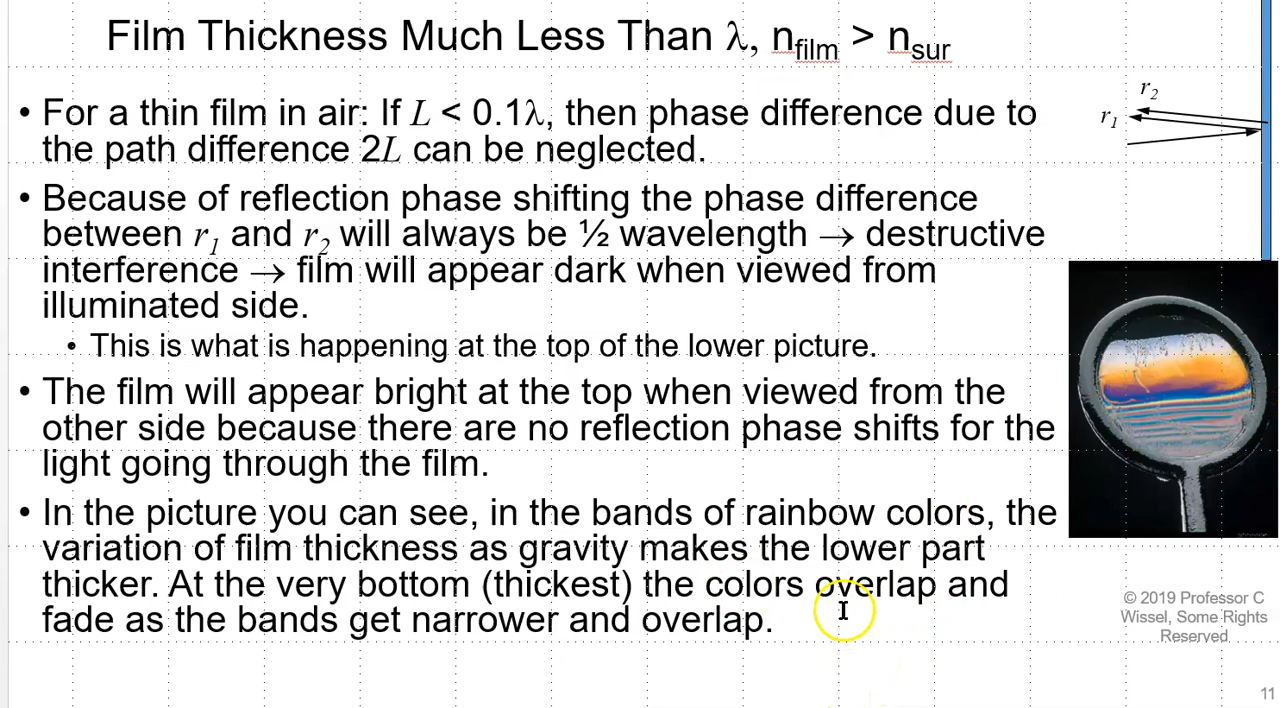 Film Thickness Much Less Than λ, n_film > n_sur
• For a thin film in air: If L < 0.1λ, then phase difference due to
the path difference 2L can be neglected.
r_2
r_1
• Because of reflection phase shifting the phase difference
between r_1 and r_2 will always be ½ wavelength → destructive
interference → film will appear dark when viewed from
illuminated side.
• This is what is happening at the top of the lower picture.
• The film will appear bright at the top when viewed from the
other side because there are no reflection phase shifts for the
light going through the film.
• In the picture you can see, in the bands of rainbow colors, the
variation of film thickness as gravity makes the lower part
thicker. At the very bottom (thickest) the colors overlap and
fade as the bands get narrower and overlap.
© 2019 Professor C
Wissel, Some Rights
Reserved
11